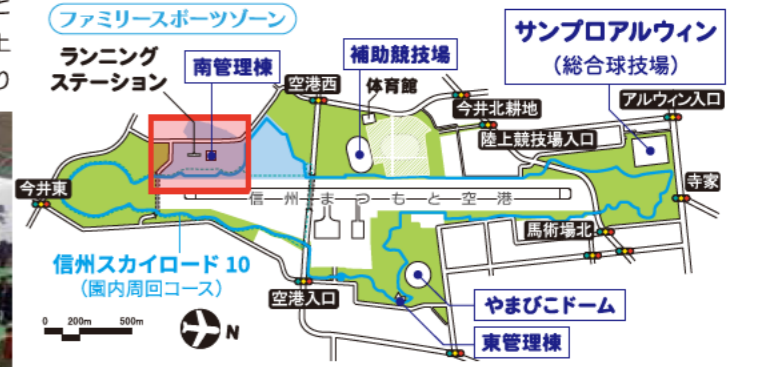 と
ファミリースポーツゾーン
ランニング
ステーション
南管理棟
空港西
補助競技場
体育館
サンプロアルウィン
(総合球技場)
今井北耕地
陸上競技場入口
アルウィン入口
今井東
信州まつもと空港
寺家
馬術場北
信州スカイロード 10
(園内周回コース)
空港入口
やまびこドーム
東管理棟
0 200m 500m
N